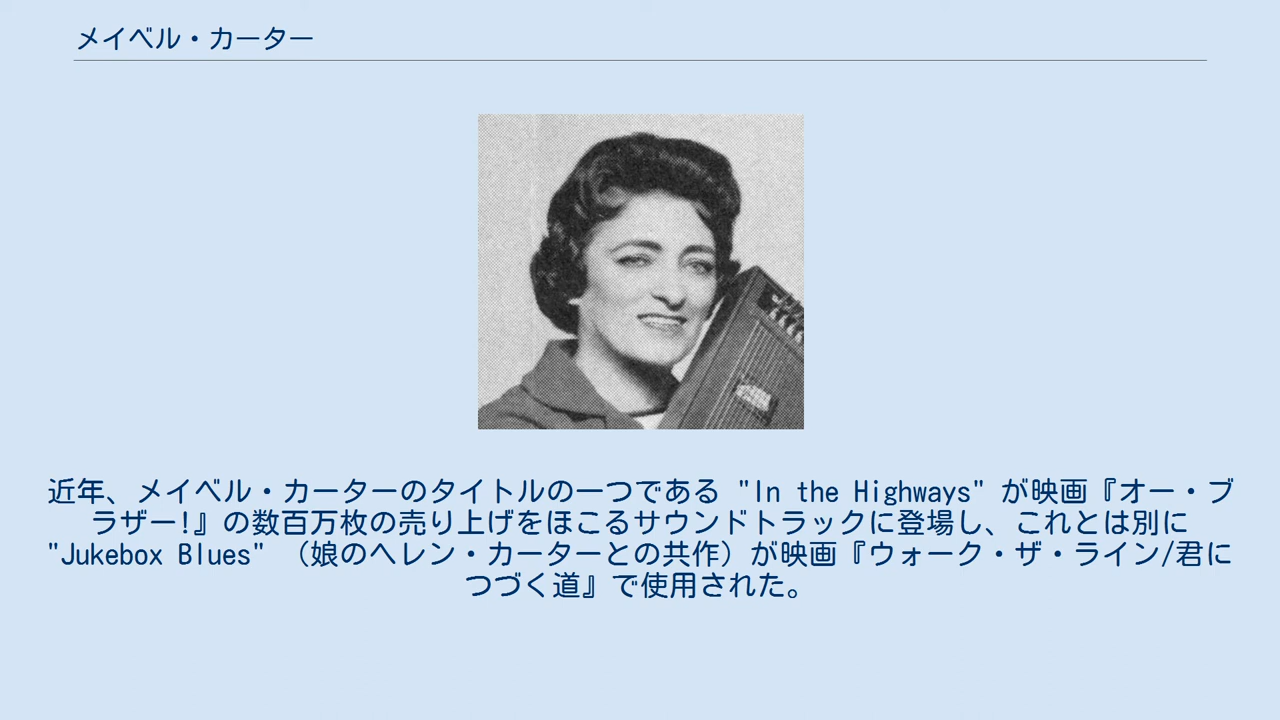 メイベル・カーター
近年、メイベル・カーターのタイトルの一つである "In the Highways" が映画『オー・ブ
ラザー!』の数百万枚の売り上げをほこるサウンドトラックに登場し、これとは別に
"Jukebox Blues" （娘のヘレン・カーターとの共作）が映画『ウォーク・ザ・ライン/君に
つづく道』で使用された。